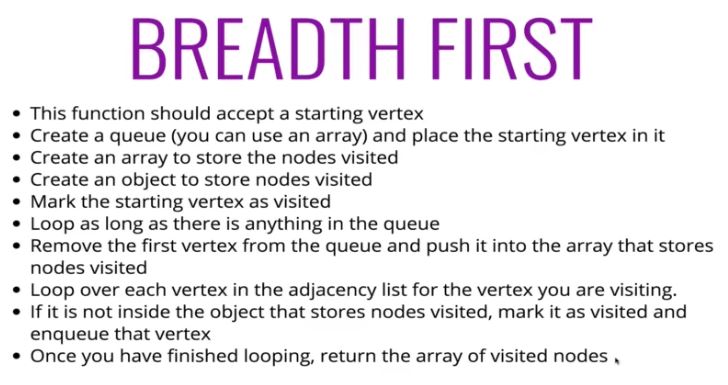 BREADTH FIRST
• This function should accept a starting vertex
• Create a queue (you can use an array) and place the starting vertex in it
• Create an array to store the nodes visited
• Create an object to store nodes visited
• Mark the starting vertex as visited
• Loop as long as there is anything in the queue
• Remove the first vertex from the queue and push it into the array that stores
nodes visited
• Loop over each vertex in the adjacency list for the vertex you are visiting.
• If it is not inside the object that stores nodes visited, mark it as visited and
enqueue that vertex
• Once you have finished looping, return the array of visited nodes